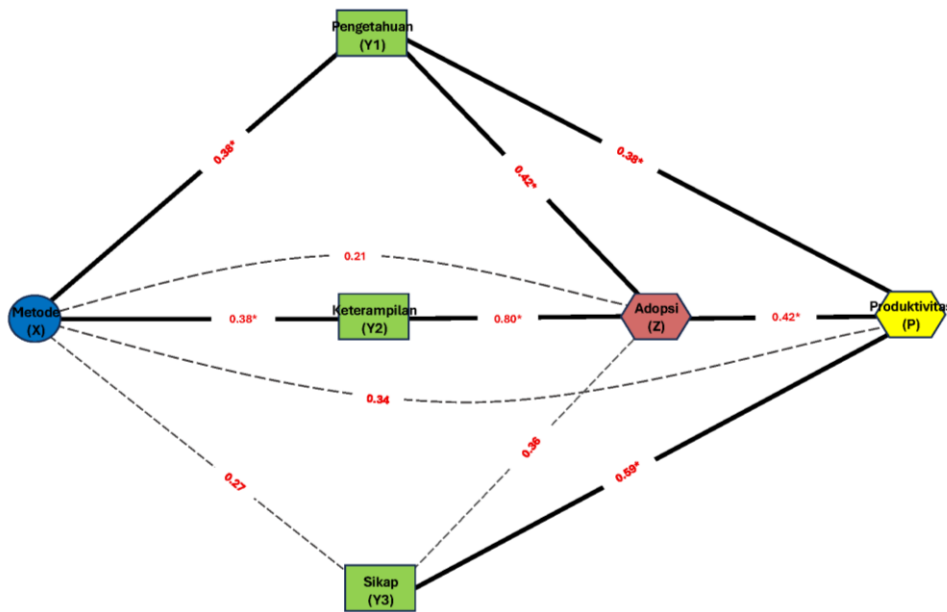 Pengetahuan
(Y1)
0.38*
0.38*
0.42*
0.21
Metode
(X)
0.38*
Keterampilan
(Y2)
0.80*
Adopsi
(Z)
0.42*
Produktivitas
(P)
0.34
0.36
0.59*
0.27
Sikap
(Y3)